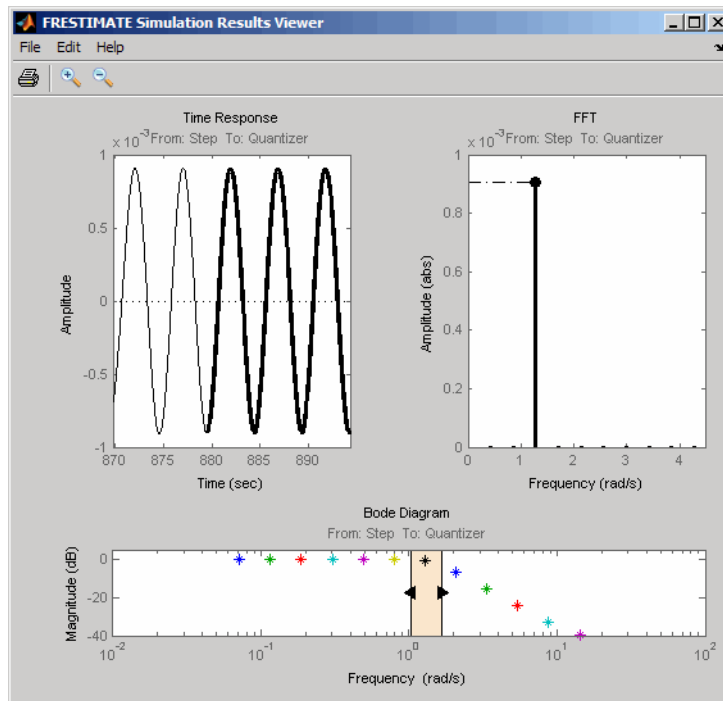 FRESTIMATE Simulation Results Viewer
File Edit Help
Time Response
× 10^-3 From: Step To: Quantizer
1
0.5
0
-0.5
-1
Amplitude
870 875 880 885 890
Time (sec)
FFT
× 10^-3 From: Step To: Quantizer
1
0.8
0.6
0.4
0.2
0
Amplitude (abs)
0 1 2 3 4
Frequency (rad/s)
Bode Diagram
From: Step To: Quantizer
0
-20
-40
Magnitude (dB)
10^-2 10^-1 10^0 10^1 10^2
Frequency (rad/s)